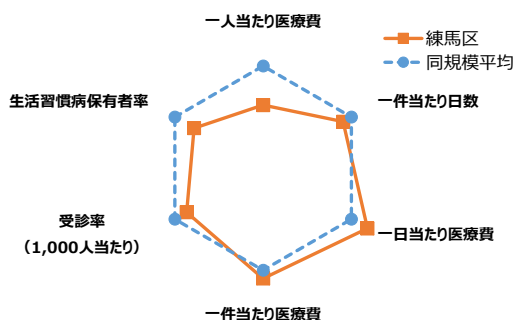 一人当たり医療費
練馬区
同規模平均
生活習慣病保有者率
一件当たり日数
受診率
（1,000人当たり）
一日当たり医療費
一件当たり医療費